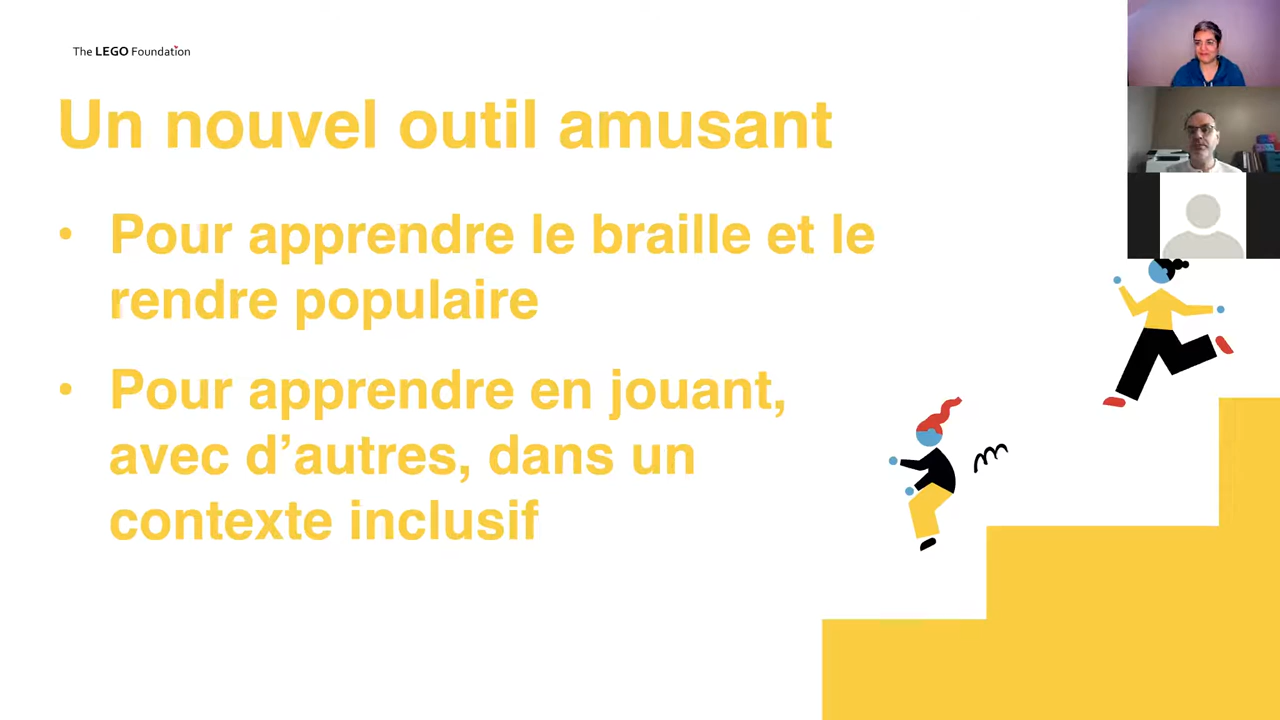 The LEGO Foundation
Un nouvel outil amusant
• Pour apprendre le braille et le
rendre populaire
• Pour apprendre en jouant,
avec d’autres, dans un
contexte inclusif